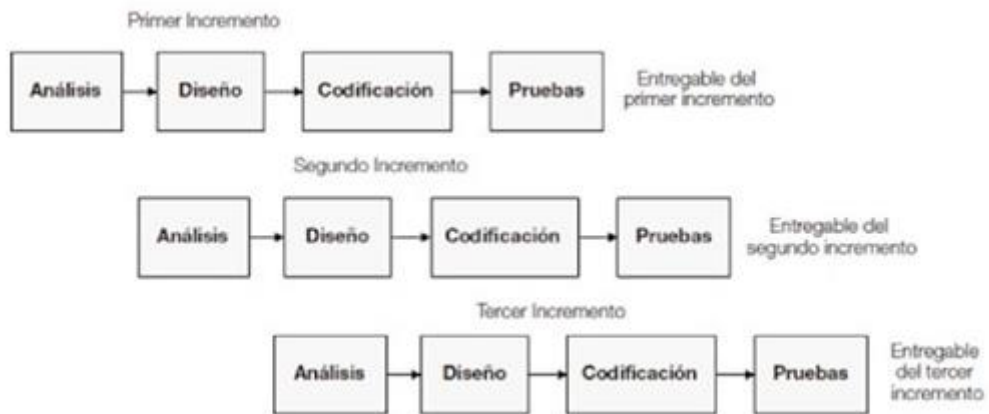 Primer Incremento
Análisis
Diseño
Codificación
Pruebas
Entregable del
primer incremento
Segundo Incremento
Análisis
Diseño
Codificación
Pruebas
Entregable del
segundo incremento
Tercer Incremento
Análisis
Diseño
Codificación
Pruebas
Entregable
del tercer
incremento